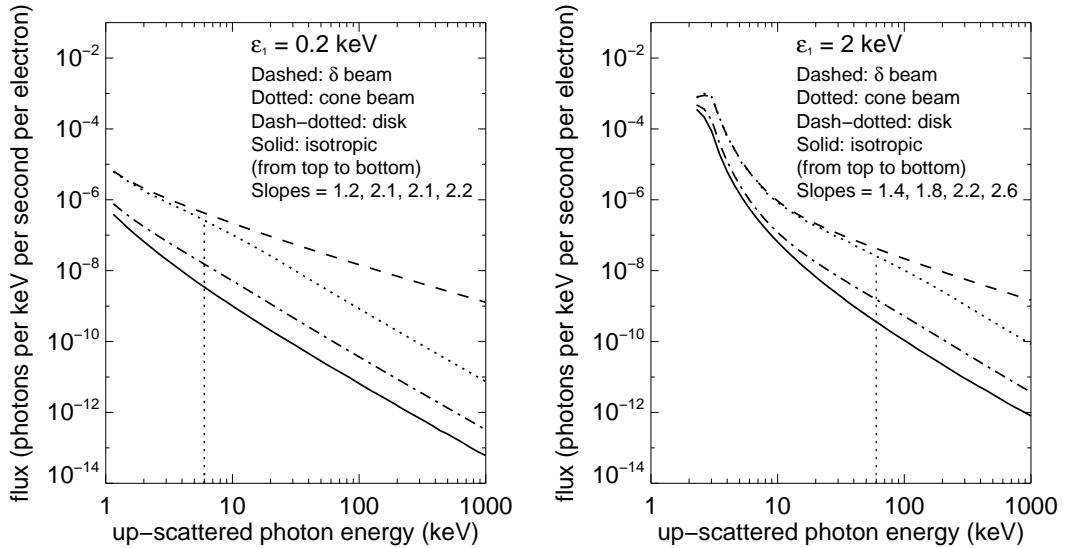 flux (photons per keV per second per electron)
10⁻²
10⁻⁴
10⁻⁶
10⁻⁸
10⁻¹⁰
10⁻¹²
10⁻¹⁴
ε₁ = 0.2 keV
Dashed: δ beam
Dotted: cone beam
Dash−dotted: disk
Solid: isotropic
(from top to bottom)
Slopes = 1.2, 2.1, 2.1, 2.2
1 10 100 1000
up−scattered photon energy (keV)
flux (photons per keV per second per electron)
10⁻²
10⁻⁴
10⁻⁶
10⁻⁸
10⁻¹⁰
10⁻¹²
10⁻¹⁴
ε₁ = 2 keV
Dashed: δ beam
Dotted: cone beam
Dash−dotted: disk
Solid: isotropic
(from top to bottom)
Slopes = 1.4, 1.8, 2.2, 2.6
1 10 100 1000
up−scattered photon energy (keV)